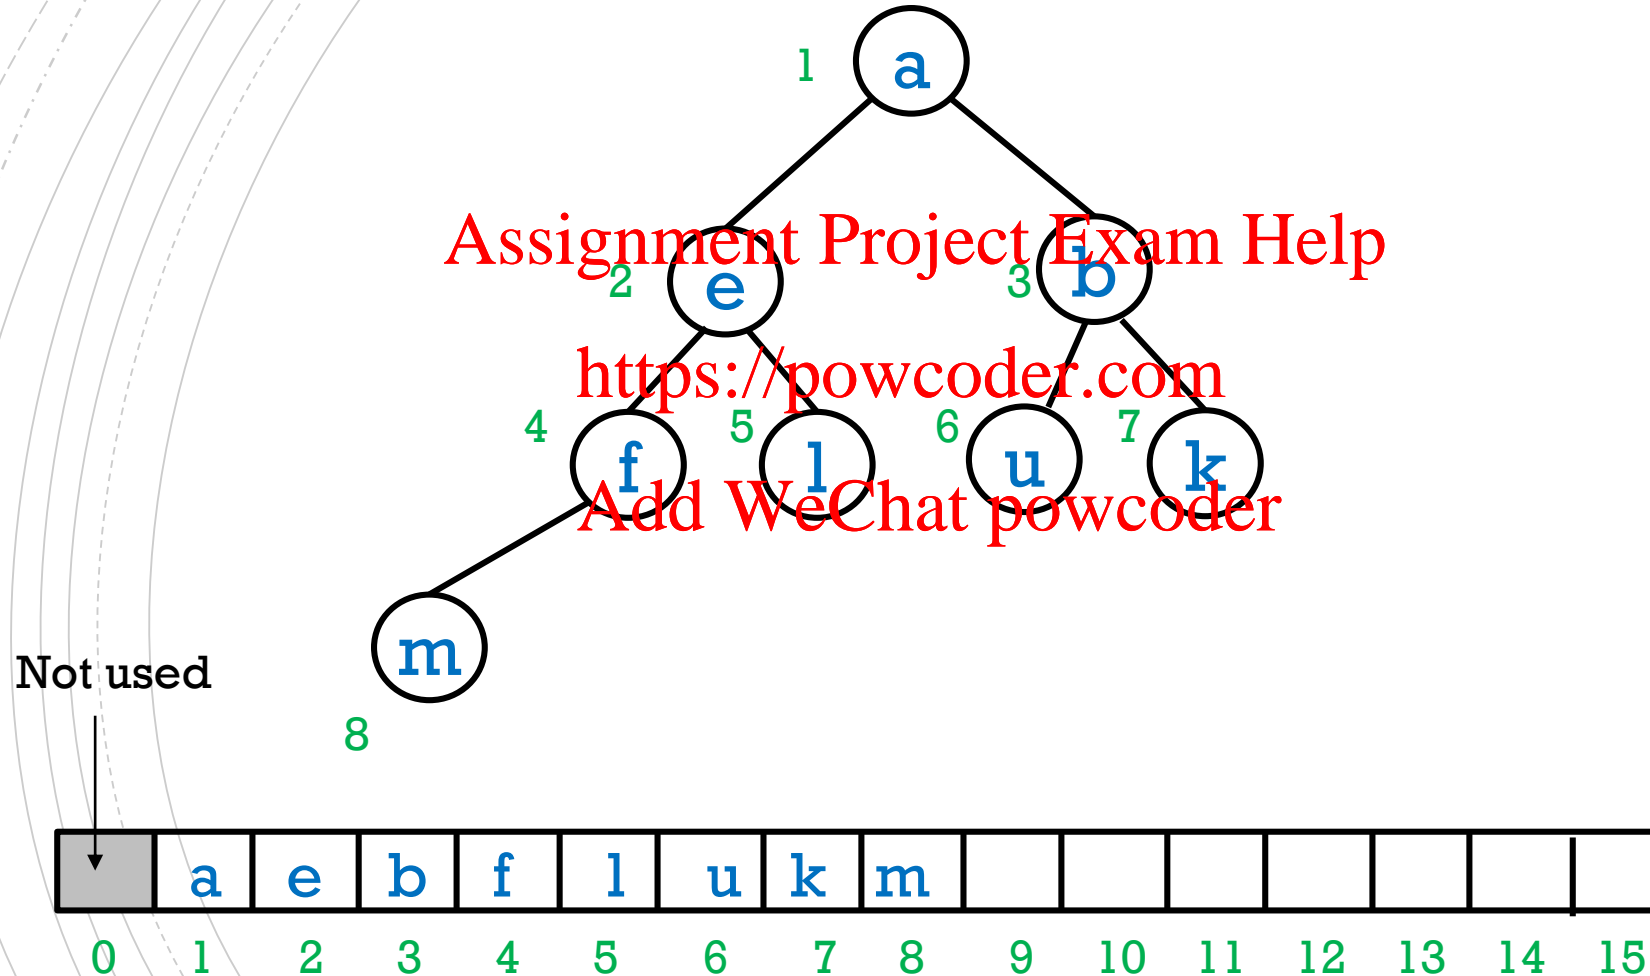 1 a
Assignment Project Exam Help
2 e 3 b
https://powcoder.com
4 f 5 l 6 u 7 k
Add WeChat powcoder
m
8
Not used
a e b f l u k m
0 1 2 3 4 5 6 7 8 9 10 11 12 13 14 15